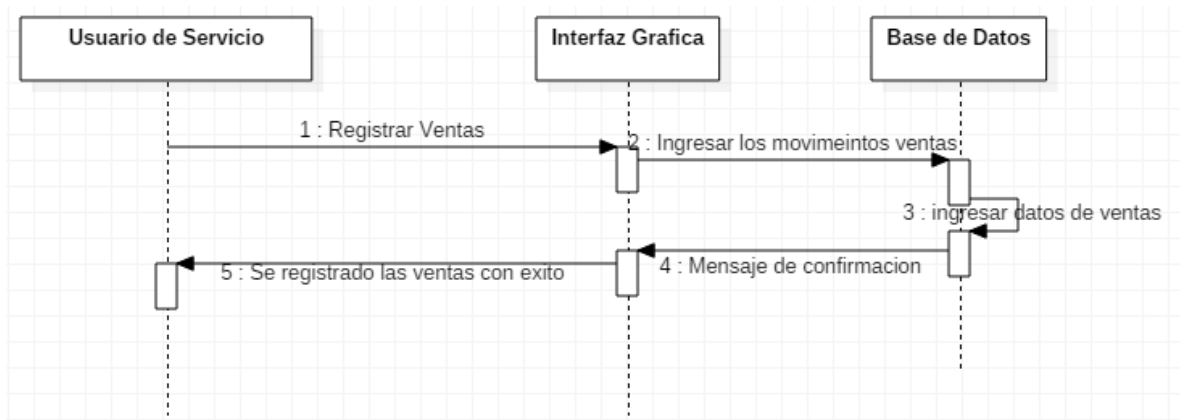 Usuario de Servicio
Interfaz Grafica
Base de Datos
1 : Registrar Ventas
2 : Ingresar los movimeintos ventas
3 : ingresar datos de ventas
4 : Mensaje de confirmacion
5 : Se registrado las ventas con exito